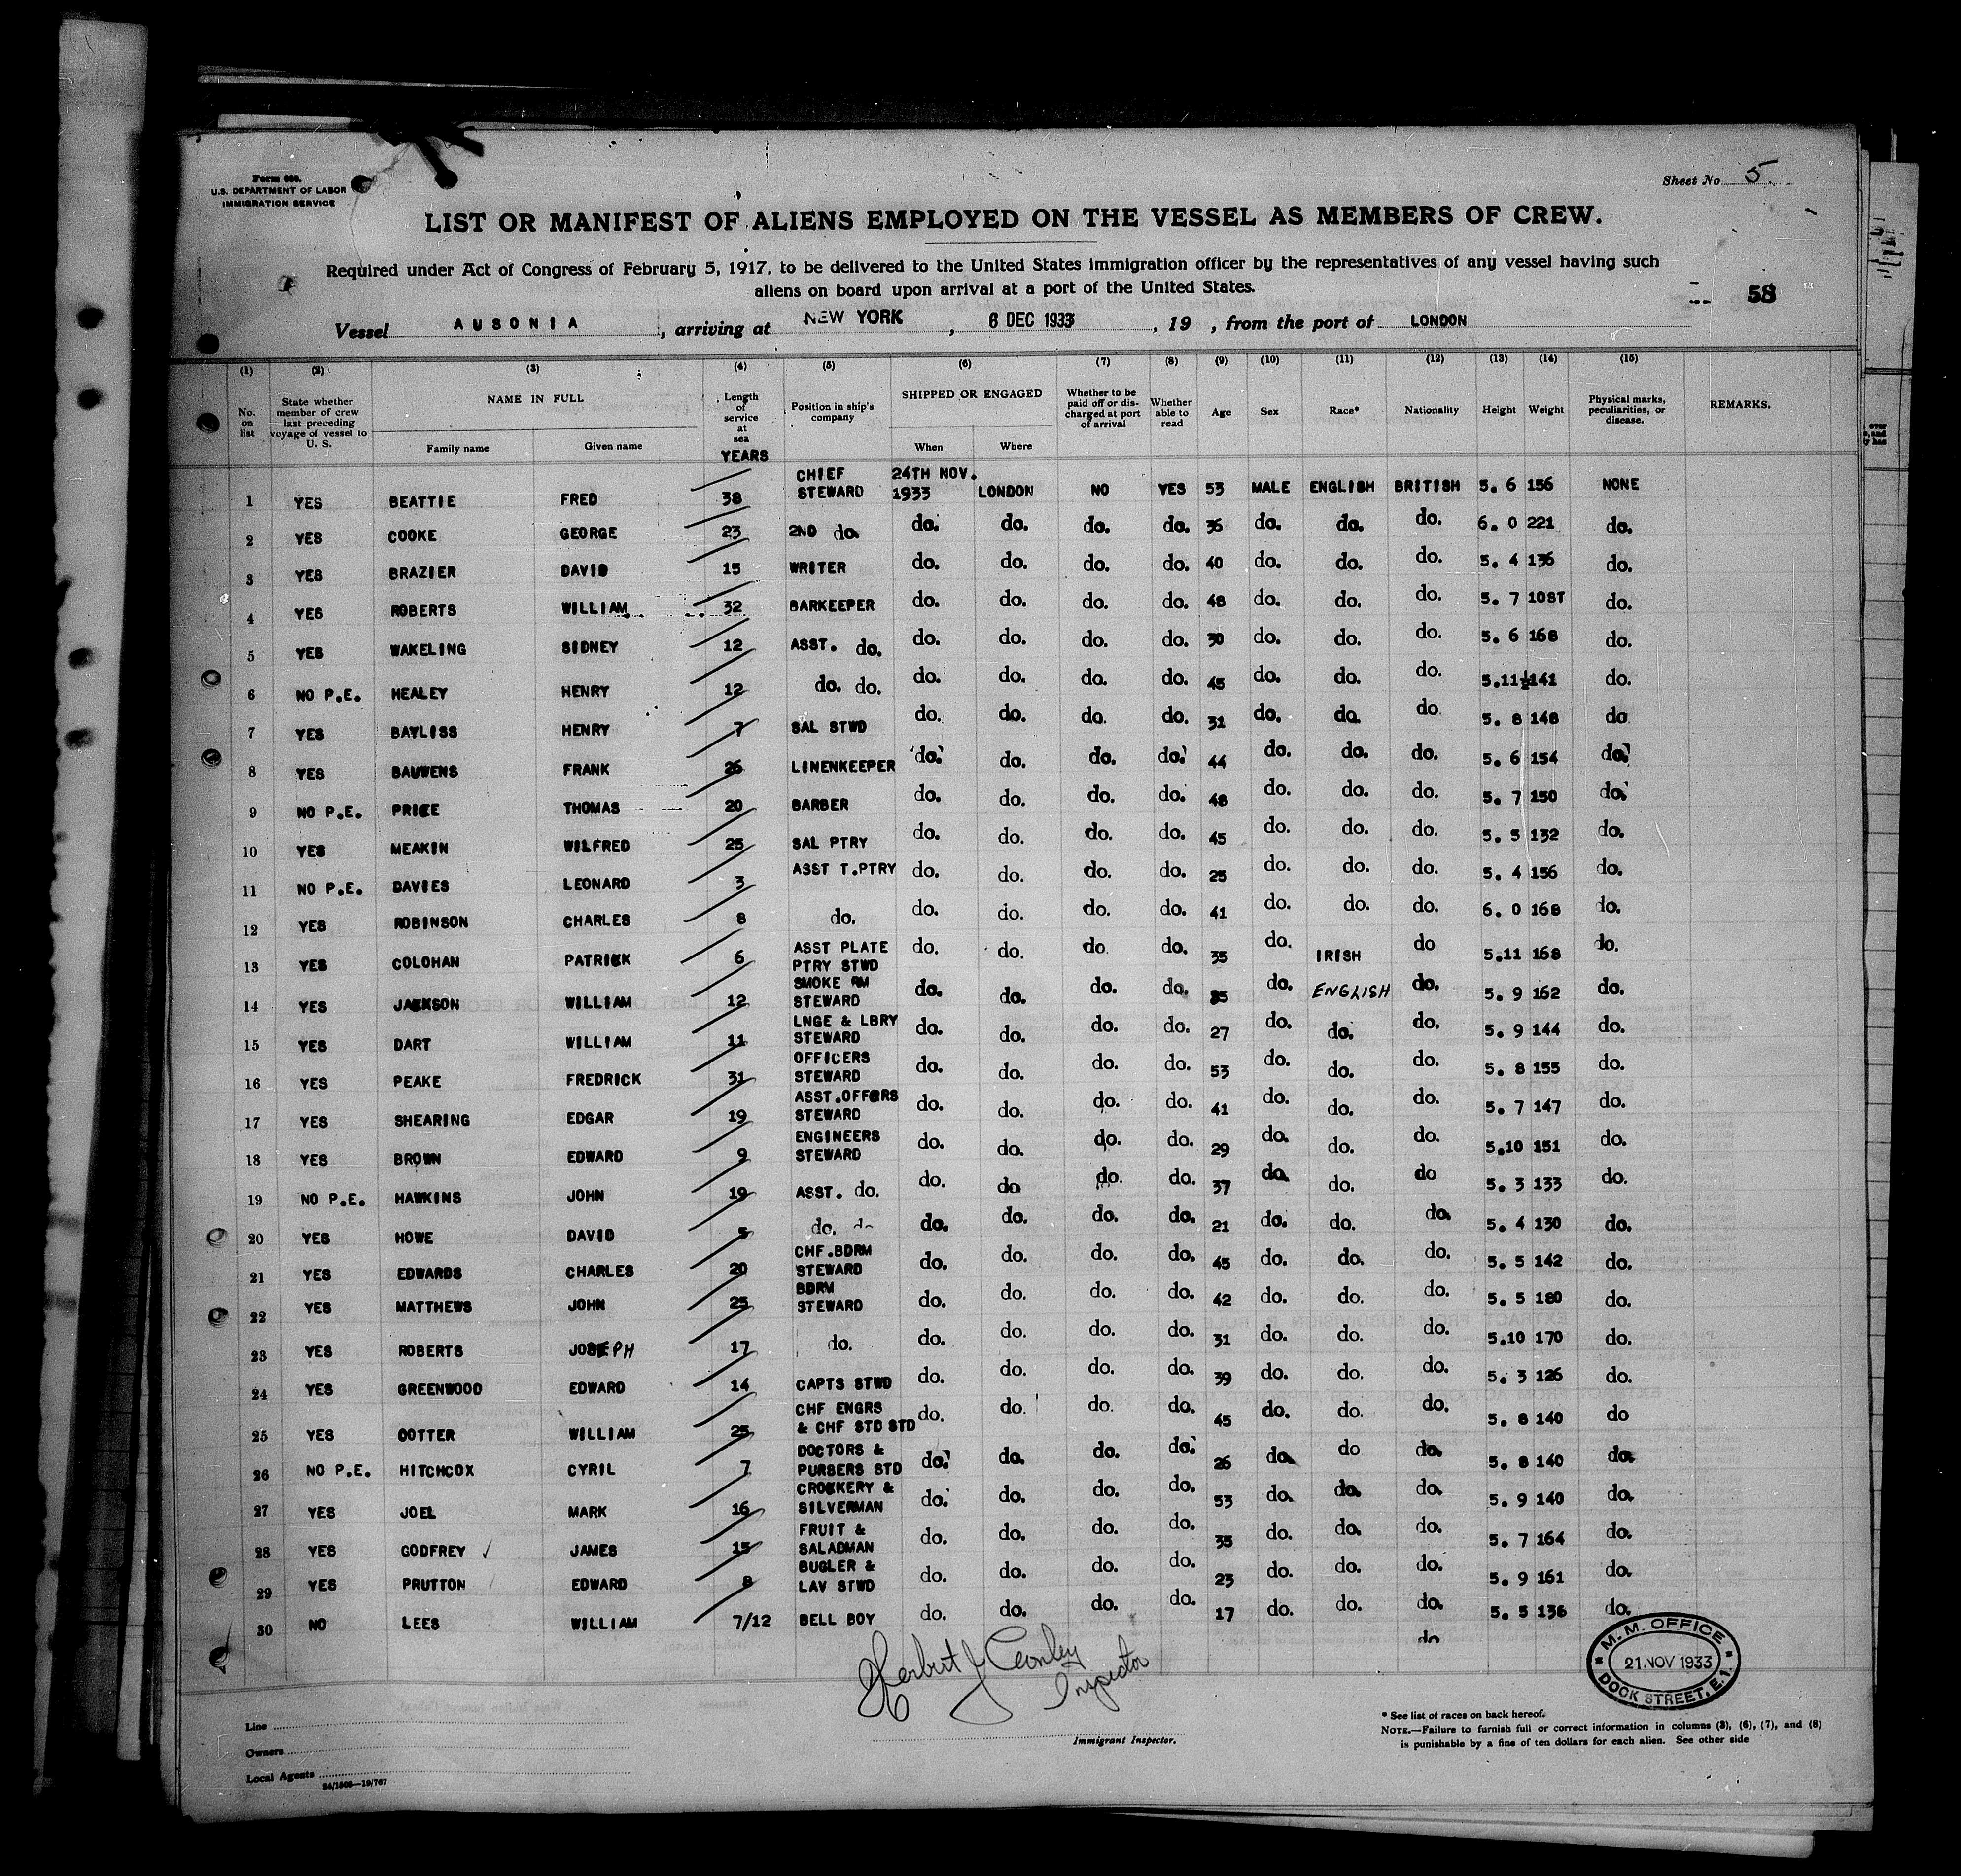 Form 698.
U.S. DEPARTMENT OF LABOR
IMMIGRATION SERVICE
Sheet No. 5.
LIST OR MANIFEST OF ALIENS EMPLOYED ON THE VESSEL AS MEMBERS OF CREW.
Required under Act of Congress of February 5, 1917, to be delivered to the United States immigration officer by the representatives of any vessel having such
aliens on board upon arrival at a port of the United States.
58
Vessel AUSONIA, arriving at NEW YORK, 6 DEC 1933, 19 , from the port of LONDON
(1) (2) (3) (4) (5) (6) (7) (8) (9) (10) (11) (12) (13) (14) (15)
No. on list State whether member of crew last preceding voyage of vessel to U. S. NAME IN FULL Family name Given name Length of service at sea YEARS Position in ship's company SHIPPED OR ENGAGED When Where Whether to be paid off or discharged at port of arrival Whether able to read Age Sex Race* Nationality Height Weight Physical marks, peculiarities, or disease. REMARKS.
1 YES BEATTIE FRED 38 CHIEF STEWARD 24TH NOV. 1933 LONDON NO YES 53 MALE ENGLISH BRITISH 5. 6 156 NONE
2 YES COOKE GEORGE 23 2ND do. do. do. do. do. 36 do. do. do. 6. 0 221 do.
3 YES BRAZIER DAVID 15 WRITER do. do. do. do. 40 do. do. do. 5. 4 136 do.
4 YES ROBERTS WILLIAM 32 BARKEEPER do. do. do. do. 48 do. do. do. 5. 7 10ST do.
5 YES WAKELING SIDNEY 12 ASST. do. do. do. do. do. 30 do. do. do. 5. 6 168 do.
6 NO P.E. HEALEY HENRY 12 do. do. do. do. do. do. 45 do. do. do. 5.11½ 141 do.
7 YES BAYLISS HENRY 7 SAL STWD do. do. do. do. 31 do. do. do. 5. 8 148 do
8 YES BAUWENS FRANK 26 LINENKEEPER do. do. do. do. 44 do. do. do. 5. 6 154 do.
9 NO P.E. PRICE THOMAS 20 BARBER do. do. do. do. 48 do. do. do. 5. 7 150 do.
10 YES MEAKIN WILFRED 25 SAL PTRY do. do. do. do. 45 do. do. do. 5. 5 132 do.
11 NO P.E. DAVIES LEONARD 3 ASST T.PTRY do. do. do. do. 25 do. do. do. 5. 4 156 do.
12 YES ROBINSON CHARLES 8 do. do. do. do. do. 41 do. do. do. 6. 0 168 do.
13 YES COLOHAN PATRICK 6 ASST PLATE PTRY STWD do. do. do. do. 35 do. IRISH do 5.11 168 do.
14 YES JACKSON WILLIAM 12 SMOKE RM STEWARD do. do. do. do. 35 do. ENGLISH do. 5. 9 162 do.
15 YES DART WILLIAM 11 LNGE & LBRY STEWARD do. do. do. do. 27 do. do. do. 5. 9 144 do.
16 YES PEAKE FREDRICK 31 OFFICERS STEWARD do. do. do. do. 53 do. do. do. 5. 8 155 do.
17 YES SHEARING EDGAR 19 ASST.OFFERS STEWARD do. do. do. do. 41 do. do. do. 5. 7 147 do.
18 YES BROWN EDWARD 9 ENGINEERS STEWARD do. do. do. do. 29 do. do. do. 5.10 151 do.
19 NO P.E. HAWKINS JOHN 19 ASST. do. do. do do. do. 37 do. do. do 5. 3 133 do.
20 YES HOWE DAVID 5 do. do do. do. do. do. 21 do. do. do. 5. 4 130 do.
21 YES EDWARDS CHARLES 20 CHF.BDRM STEWARD do. do. do. do. 45 do. do. do. 5. 5 142 do.
22 YES MATTHEWS JOHN 25 BDRM STEWARD do. do. do. do. 42 do. do. do. 5. 5 180 do.
23 YES ROBERTS JOSEPH 17 do. do. do. do. do. 31 do. do. do. 5.10 170 do.
24 YES GREENWOOD EDWARD 14 CAPTS STWD do. do. do. do. 39 do. do. do. 5. 3 126 do.
25 YES COTTER WILLIAM 25 CHF ENGRS & CHF STD STD do. do. do. do. 45 do. do. do. 5. 8 140 do
26 NO P.E. HITCHCOX CYRIL 7 DOCTORS & PURSERS STD do. do. do. do. 26 do. do do. 5. 8 140 do.
27 YES JOEL MARK 16 CROCKERY & SILVERMAN do. do. do. do. 53 do. do. do. 5. 9 140 do.
28 YES GODFREY ✓ JAMES 15 FRUIT & SALADMAN do. do. do. do. 35 do. do. do. 5. 7 164 do.
29 YES PRUTTON EDWARD 8 BUGLER & LAV STWD do. do. do. do. 23 do. do. do. 5. 9 161 do.
30 NO LEES WILLIAM 7/12 BELL BOY do. do. do. do. 17 do. do. do. 5. 5 136 do.
do
M. M. OFFICE
21 NOV 1933
DOCK STREET, E.1.
Herbert J Conley
Inspector
Immigrant Inspector.
Line
Owners
Local Agents
24/1508—19/767
* See list of races on back hereof.
NOTE.—Failure to furnish full or correct information in columns (3), (6), (7), and (8)
is punishable by a fine of ten dollars for each alien. See other side